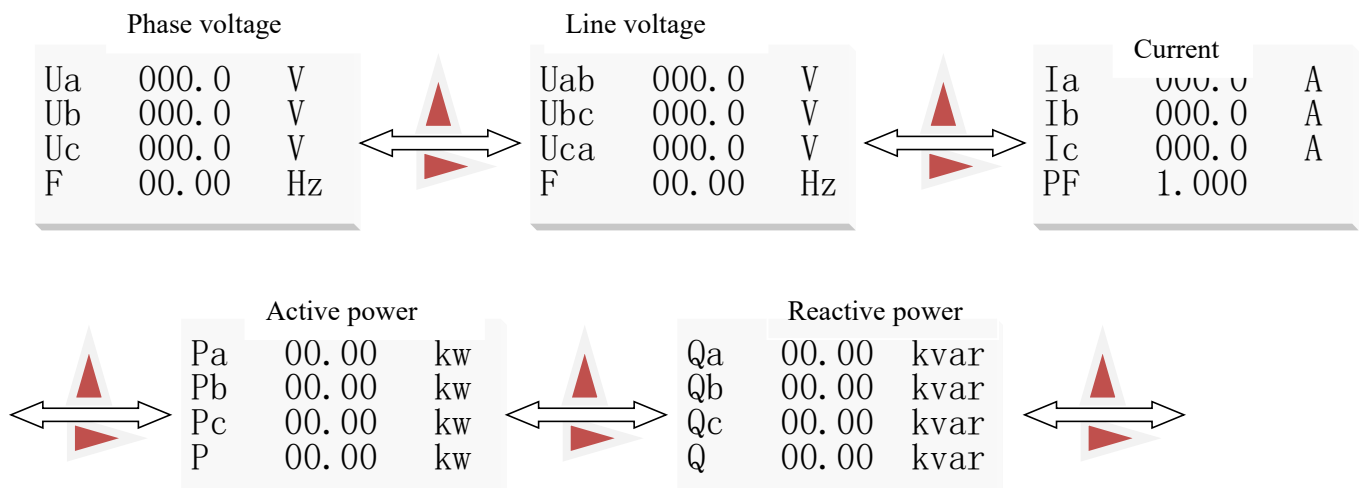 Phase voltage
Ua 000.0 V
Ub 000.0 V
Uc 000.0 V
F 00.00 Hz
Line voltage
Uab 000.0 V
Ubc 000.0 V
Uca 000.0 V
F 00.00 Hz
Current
Ia 000.0 A
Ib 000.0 A
Ic 000.0 A
PF 1.000
Active power
Pa 00.00 kw
Pb 00.00 kw
Pc 00.00 kw
P 00.00 kw
Reactive power
Qa 00.00 kvar
Qb 00.00 kvar
Qc 00.00 kvar
Q 00.00 kvar